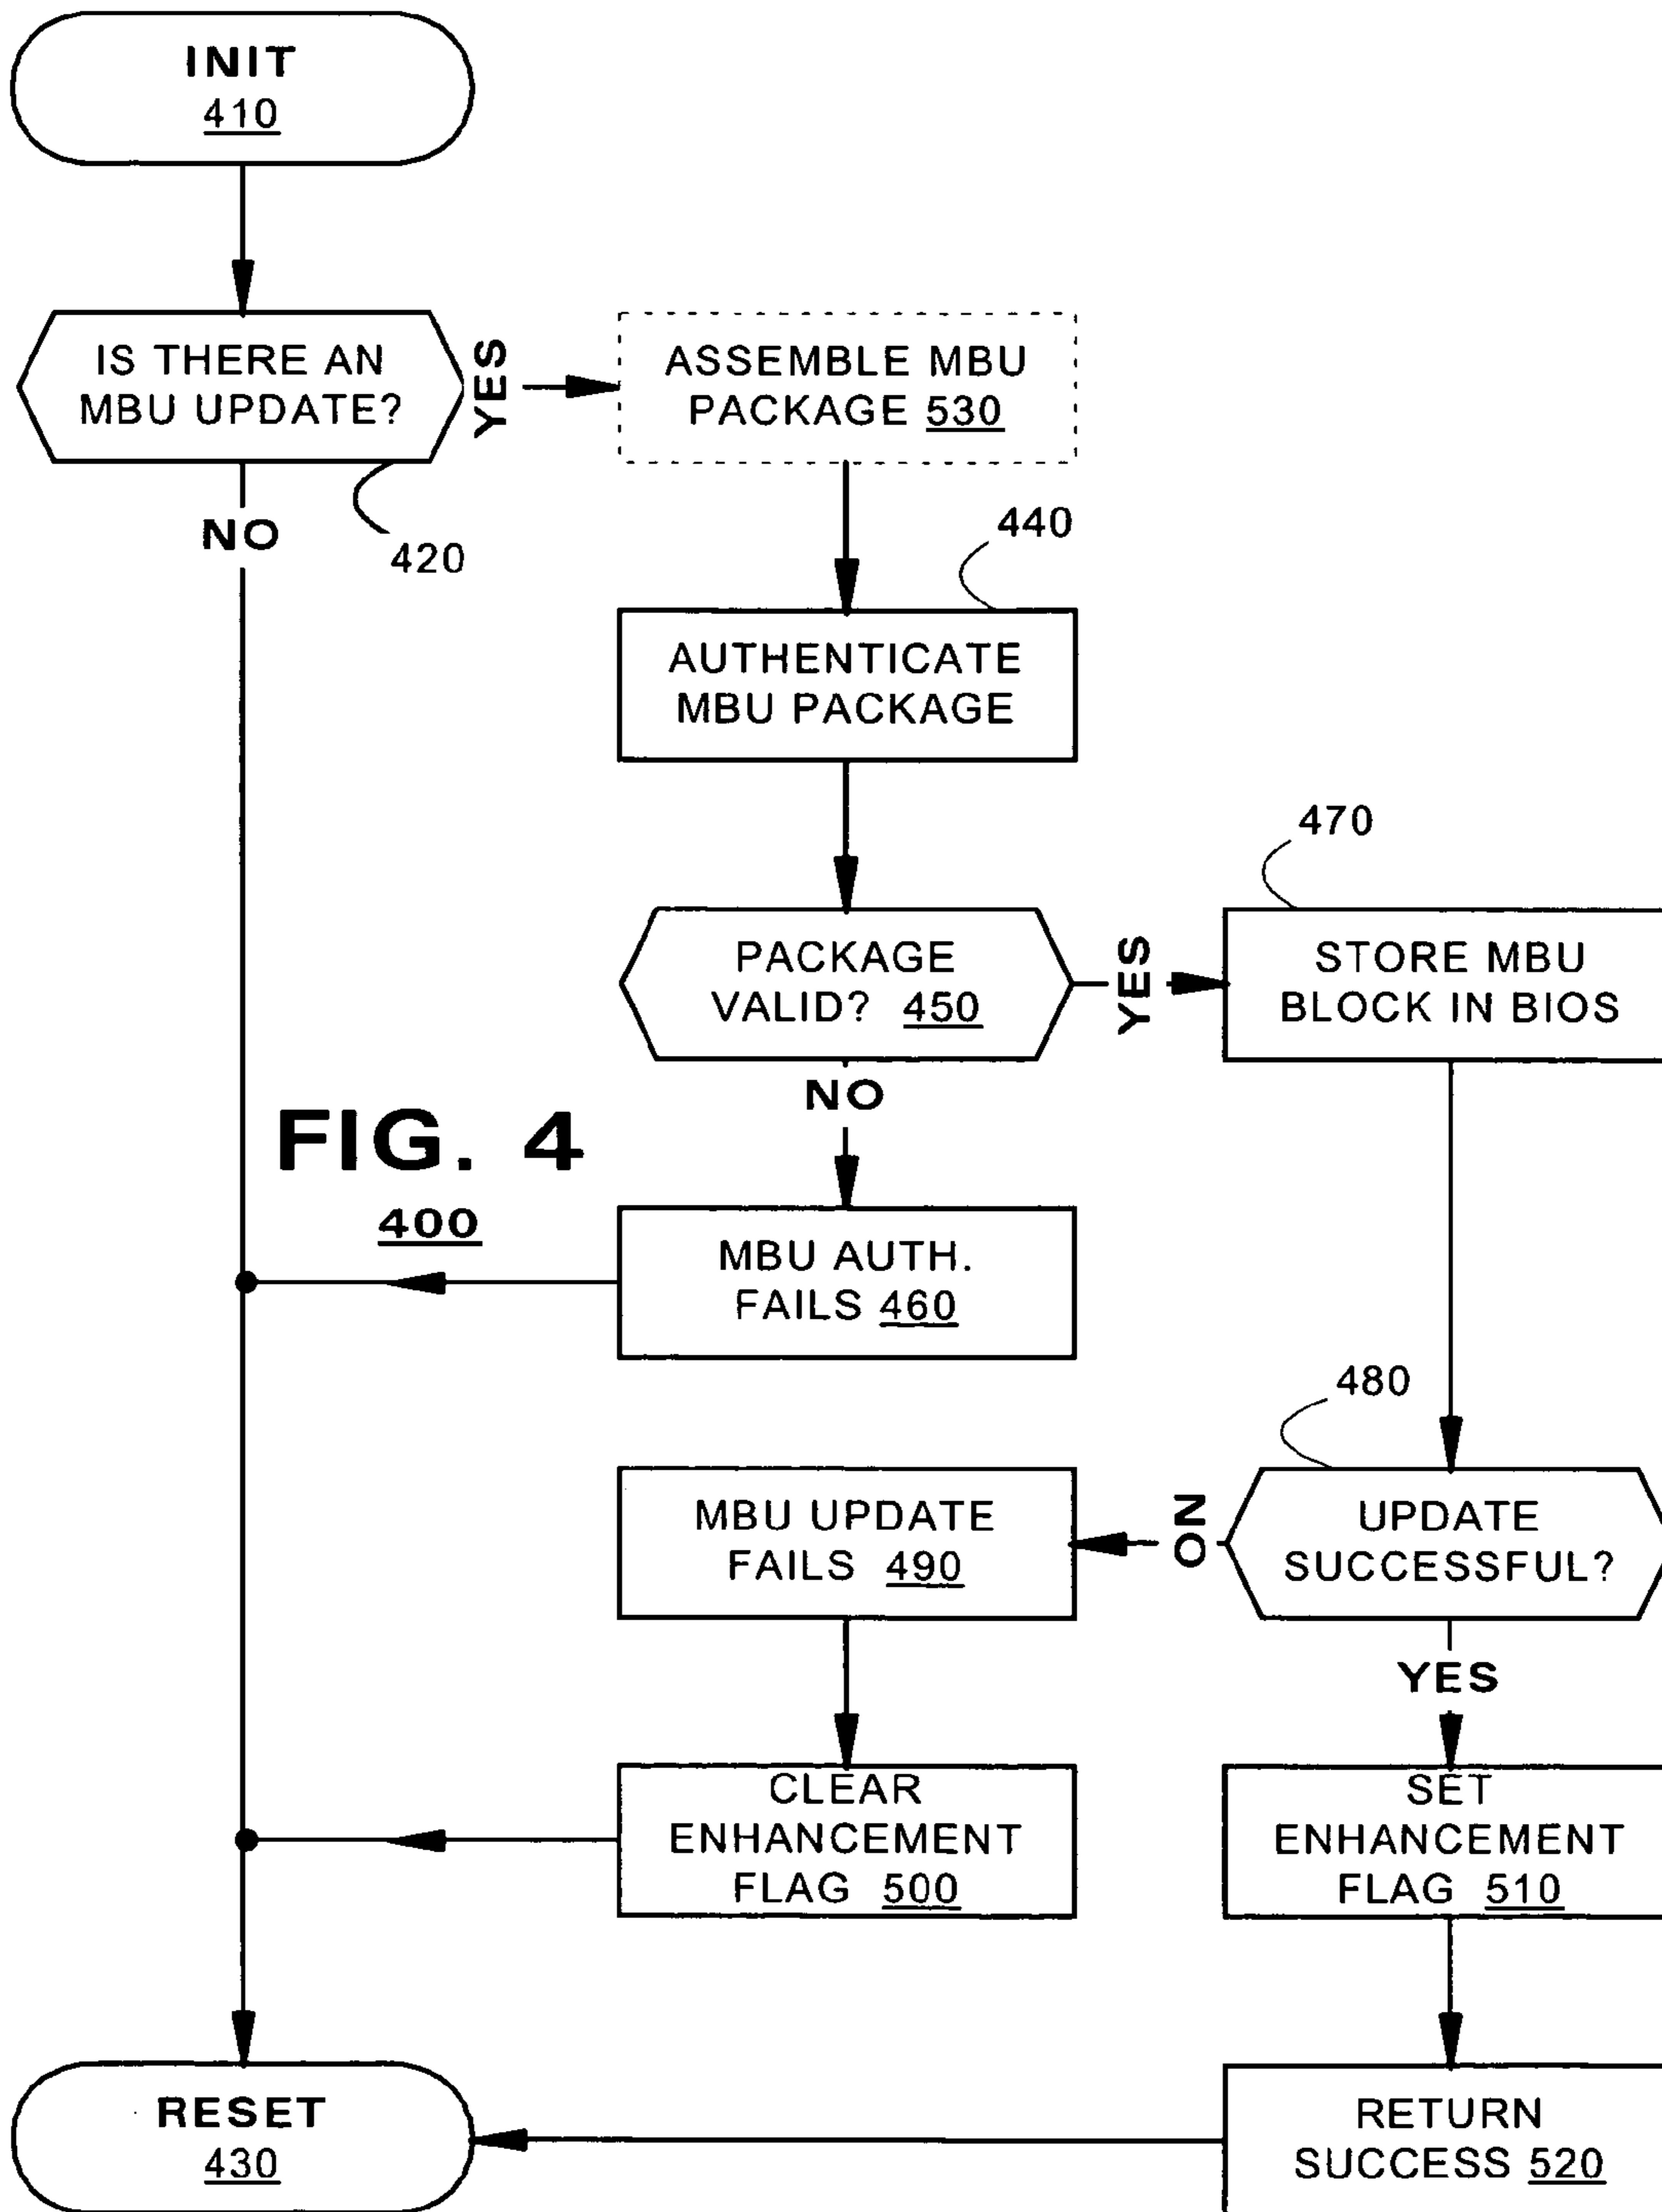 INIT
410
IS THERE AN
MBU UPDATE?
YES
ASSEMBLE MBU
PACKAGE 530
NO
420
440
AUTHENTICATE
MBU PACKAGE
470
PACKAGE
VALID? 450
YES
STORE MBU
BLOCK IN BIOS
NO
FIG. 4
400
MBU AUTH.
FAILS 460
480
MBU UPDATE
FAILS 490
NO
UPDATE
SUCCESSFUL?
YES
CLEAR
ENHANCEMENT
FLAG 500
SET
ENHANCEMENT
FLAG 510
RESET
430
RETURN
SUCCESS 520